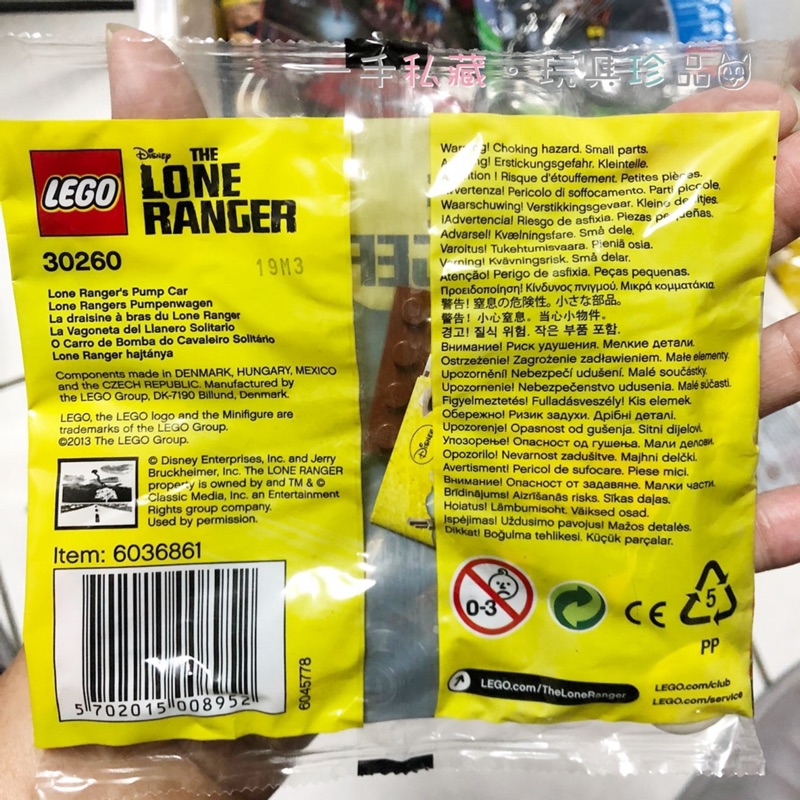 一手私藏。玩具珍品
LEGO
Disney THE
LONE
RANGER
30260
19M3
Lone Ranger's Pump Car
Lone Rangers Pumpenwagen
La draisine à bras du Lone Ranger
La Vagoneta del Llanero Solitario
O Carro de Bomba do Cavaleiro Solitário
Lone Ranger hajtánya
Components made in DENMARK, HUNGARY, MEXICO
and the CZECH REPUBLIC. Manufactured by
the LEGO Group, DK-7190 Billund, Denmark.
LEGO, the LEGO logo and the Minifigure are
trademarks of the LEGO Group.
©2013 The LEGO Group.
© Disney Enterprises, Inc. and Jerry
Bruckheimer, Inc. The LONE RANGER
property is owned by and TM & ©
Classic Media, Inc. an Entertainment
Rights group company.
Used by permission.
Item: 6036861
5 702015 008952
6045778
Disney
Warning! Choking hazard. Small parts.
Achtung! Erstickungsgefahr. Kleinteile.
Attention ! Risque d'étouffement. Petites pièces.
Avvertenza! Pericolo di soffocamento. Parti piccole.
Waarschuwing! Verstikkingsgevaar. Kleine deeltjes.
¡Advertencia! Riesgo de asfixia. Piezas pequeñas.
Advarsel! Kvælningsfare. Små dele.
Varoitus! Tukehtumisvaara. Pieniä osia.
Varning! Kvävningsrisk. Små delar.
Atenção! Perigo de asfixia. Peças pequenas.
Προειδοποίηση! Κίνδυνος πνιγμού. Μικρά κομματάκια.
警告! 窒息の危険性。小さな部品。
警告! 小心窒息。当心小物件。
경고! 질식 위험. 작은 부품 포함.
Внимание! Риск удушения. Мелкие детали.
Ostrzeżenie! Zagrożenie zadławieniem. Małe elementy.
Upozornění! Nebezpečí udušení. Malé součástky.
Upozornenie! Nebezpečenstvo udusenia. Malé súčasti.
Figyelmeztetés! Fulladásveszély! Kis elemek.
Обережно! Ризик задухи. Дрібні деталі.
Upozorenje! Opasnost od gušenja. Sitni dijelovi.
Упозорење! Опасност од гушења. Мали делови.
Opozorilo! Nevarnost zadušitve. Majhni delčki.
Avertisment! Pericol de sufocare. Piese mici.
Внимание! Опасност от задавяне. Малки части.
Brīdinājums! Aizrīšanās risks. Sīkas daļas.
Hoiatus! Lämbumisoht. Väiksed osad.
Įspėjimas! Uždusimo pavojus! Mažos detalės.
Dikkat! Boğulma tehlikesi. Küçük parçalar.
0-3
CE
5
PP
LEGO.com/TheLoneRanger
LEGO.com/club
LEGO.com/service